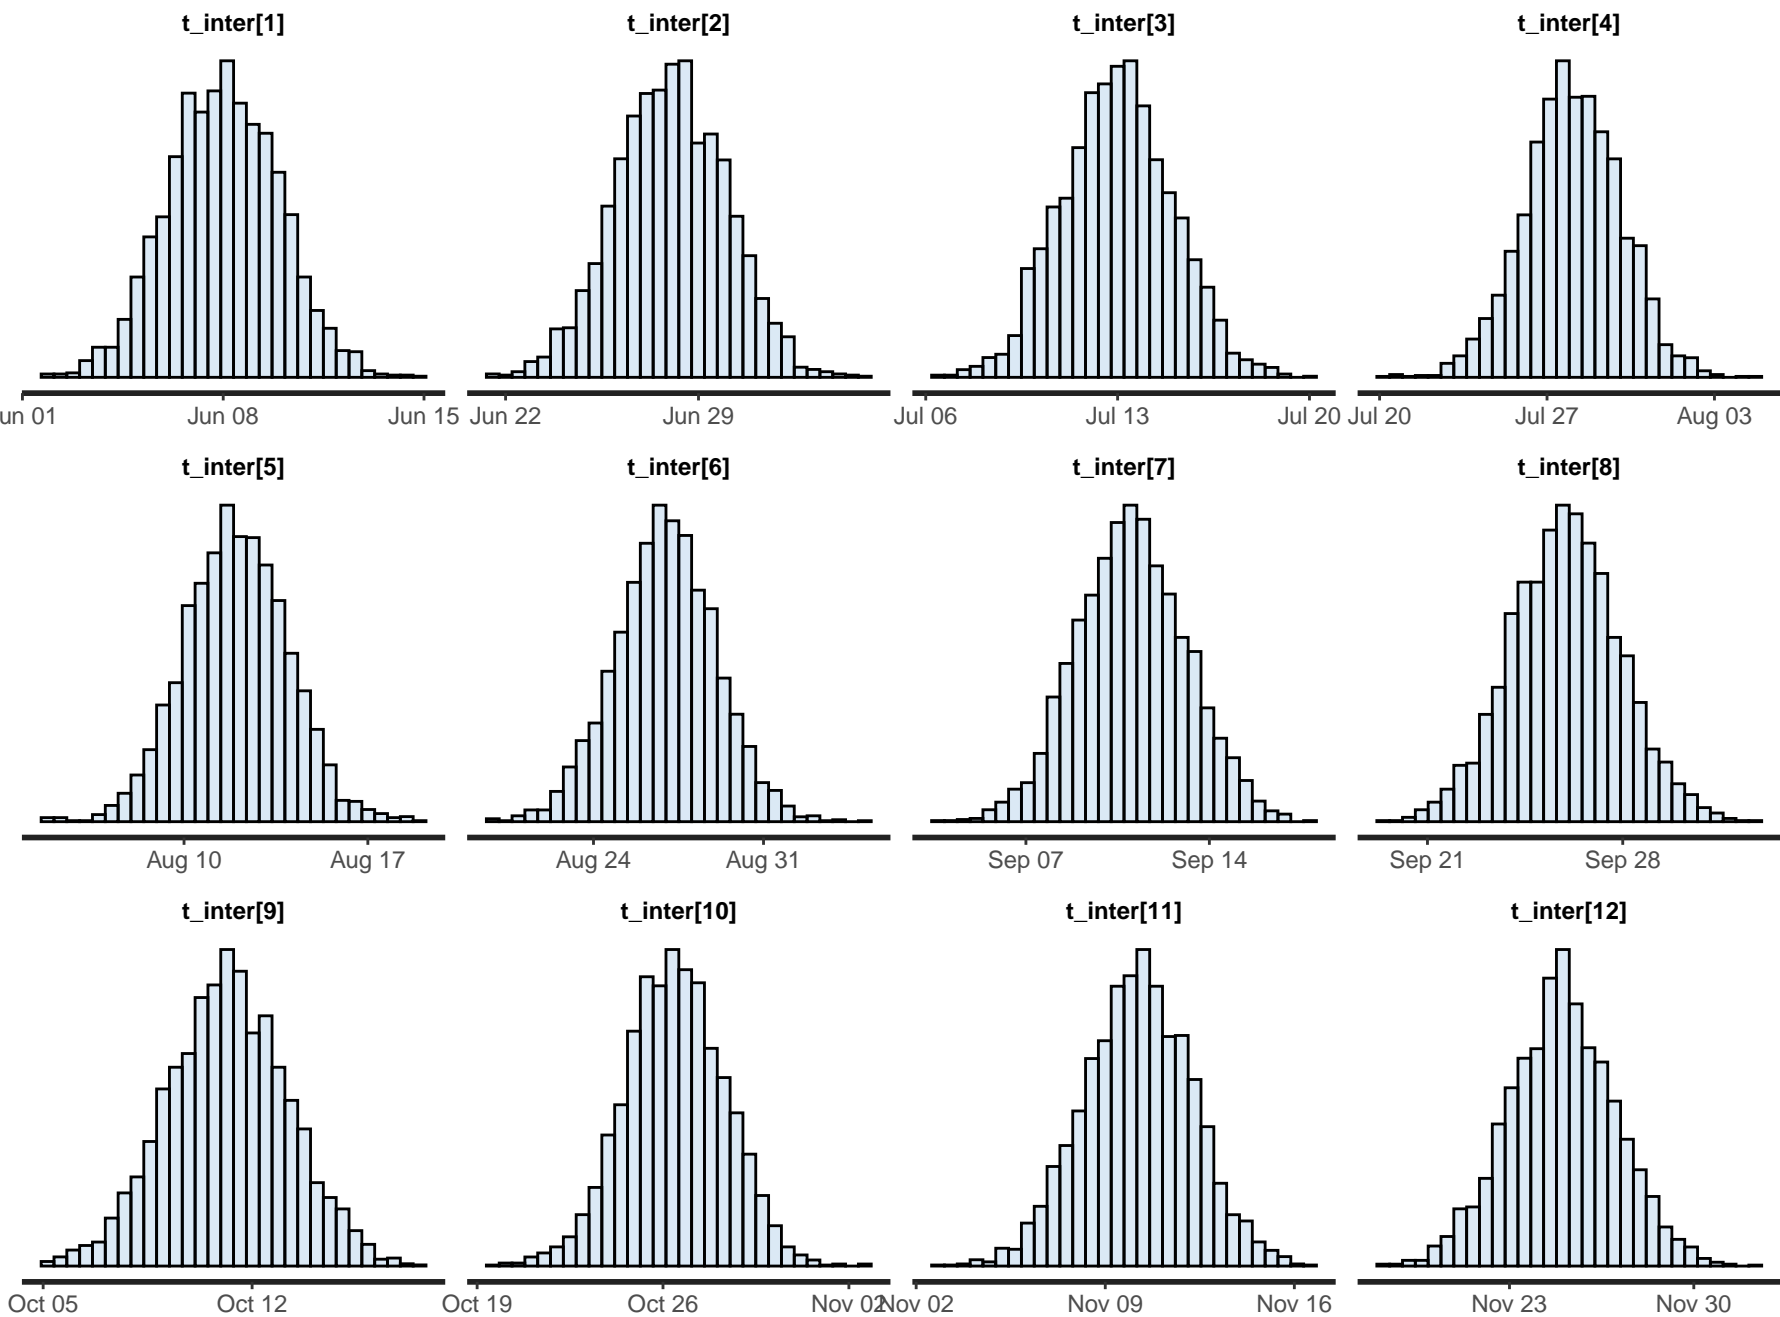 t_inter[1] t_inter[2] t_inter[3] t_inter[4]
un 01 Jun 08 Jun 15 Jun 22 Jun 29 Jul 06 Jul 13 Jul 20 Jul 20 Jul 27 Aug 03
t_inter[5] t_inter[6] t_inter[7] t_inter[8]
Aug 10 Aug 17 Aug 24 Aug 31 Sep 07 Sep 14 Sep 21 Sep 28
t_inter[9] t_inter[10] t_inter[11] t_inter[12]
Oct 05 Oct 12 Oct 19 Oct 26 Nov 02 Nov 02 Nov 09 Nov 16 Nov 23 Nov 30